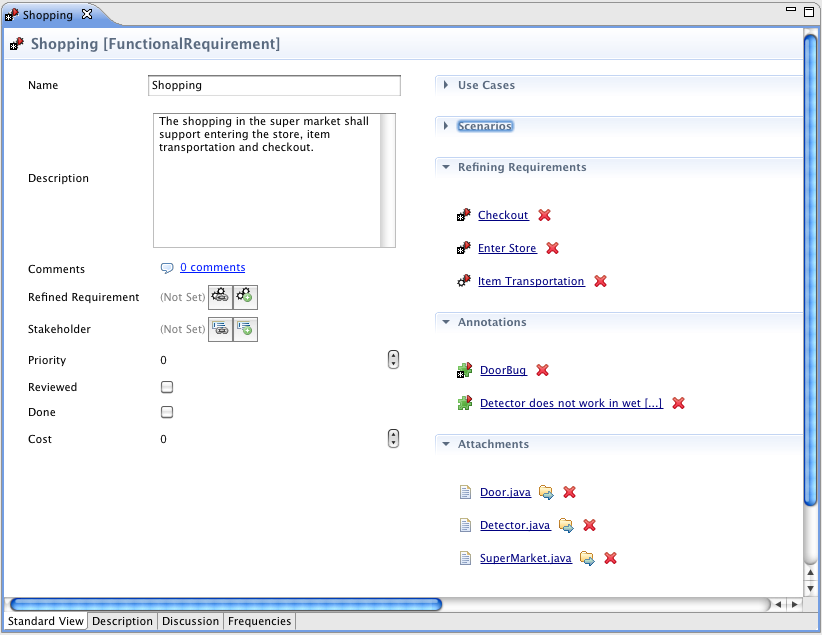 Shopping
Shopping [FunctionalRequirement]
Name
Shopping
Description
The shopping in the super market shall
support entering the store, item
transportation and checkout.
Comments
0 comments
Refined Requirement
(Not Set)
Stakeholder
(Not Set)
Priority
0
Reviewed
Done
Cost
0
Use Cases
Scenarios
Refining Requirements
Checkout
Enter Store
Item Transportation
Annotations
DoorBug
Detector does not work in wet [...]
Attachments
Door.java
Detector.java
SuperMarket.java
Standard View
Description
Discussion
Frequencies